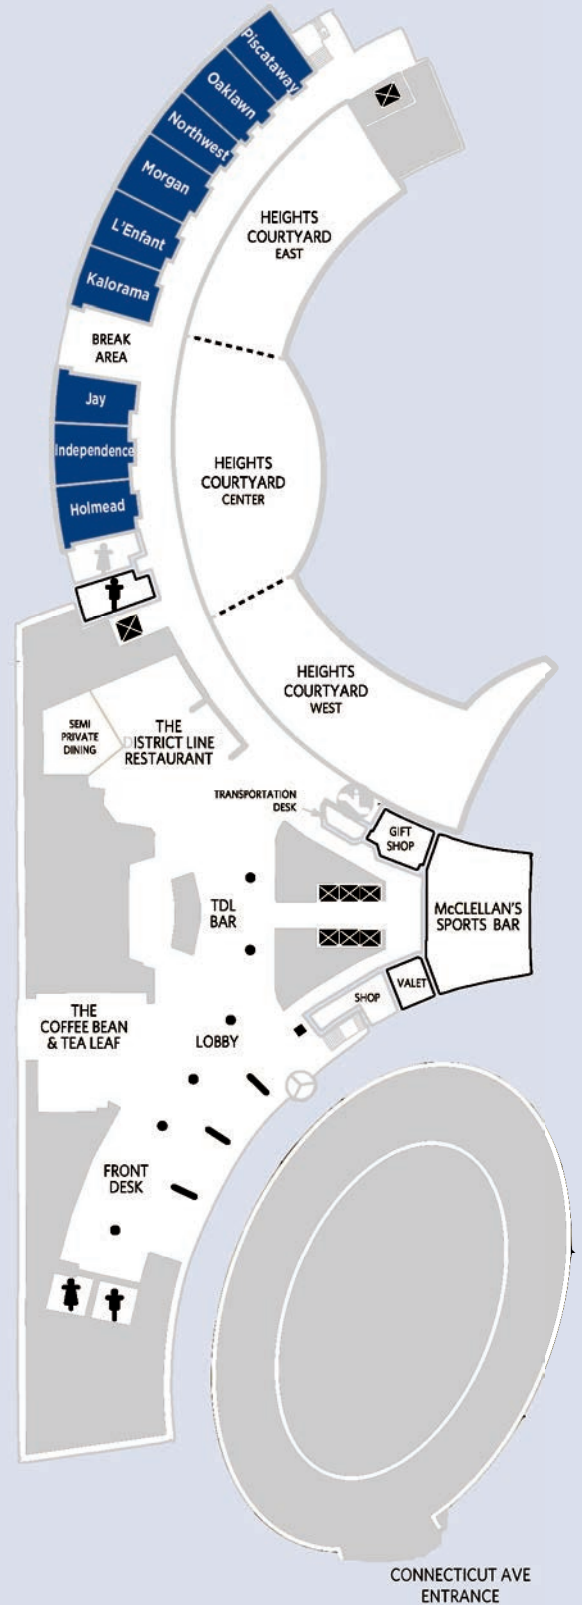 Piscataway
Oaklawn
Northwest
Morgan
L'Enfant
Kalorama
HEIGHTS
COURTYARD
EAST
BREAK
AREA
Jay
Independence
Holmead
HEIGHTS
COURTYARD
CENTER
HEIGHTS
COURTYARD
WEST
SEMI
PRIVATE
DINING
THE
DISTRICT LINE
RESTAURANT
TRANSPORTATION
DESK
GIFT
SHOP
TDL
BAR
McCLELLAN'S
SPORTS BAR
VALET
SHOP
THE
COFFEE BEAN
& TEA LEAF
LOBBY
FRONT
DESK
CONNECTICUT AVE
ENTRANCE